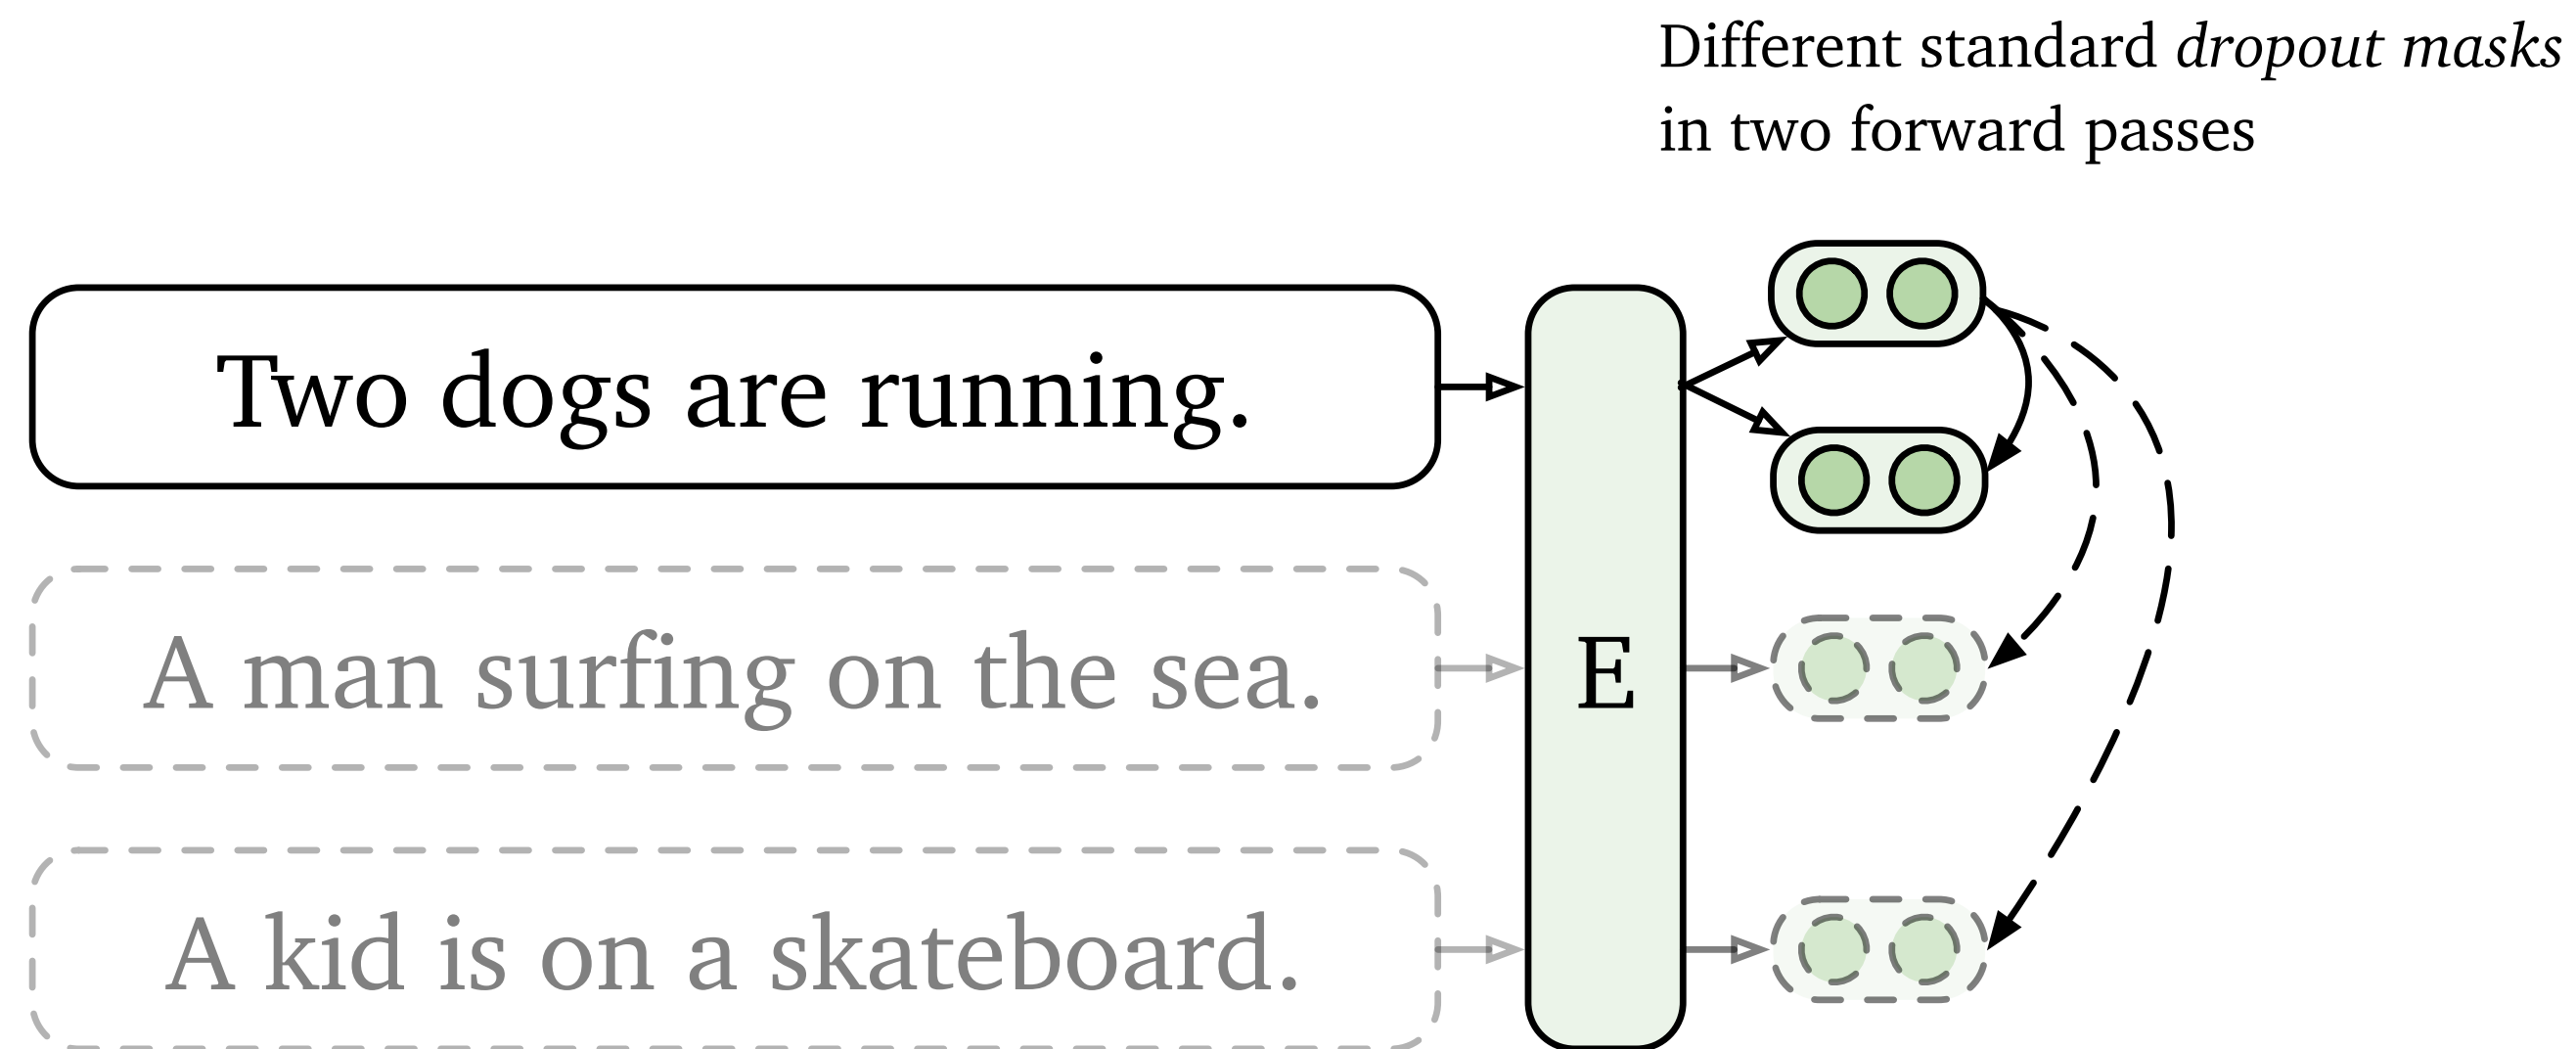 Different standard dropout masks
in two forward passes
Two dogs are running.
A man surfing on the sea.
E
A kid is on a skateboard.